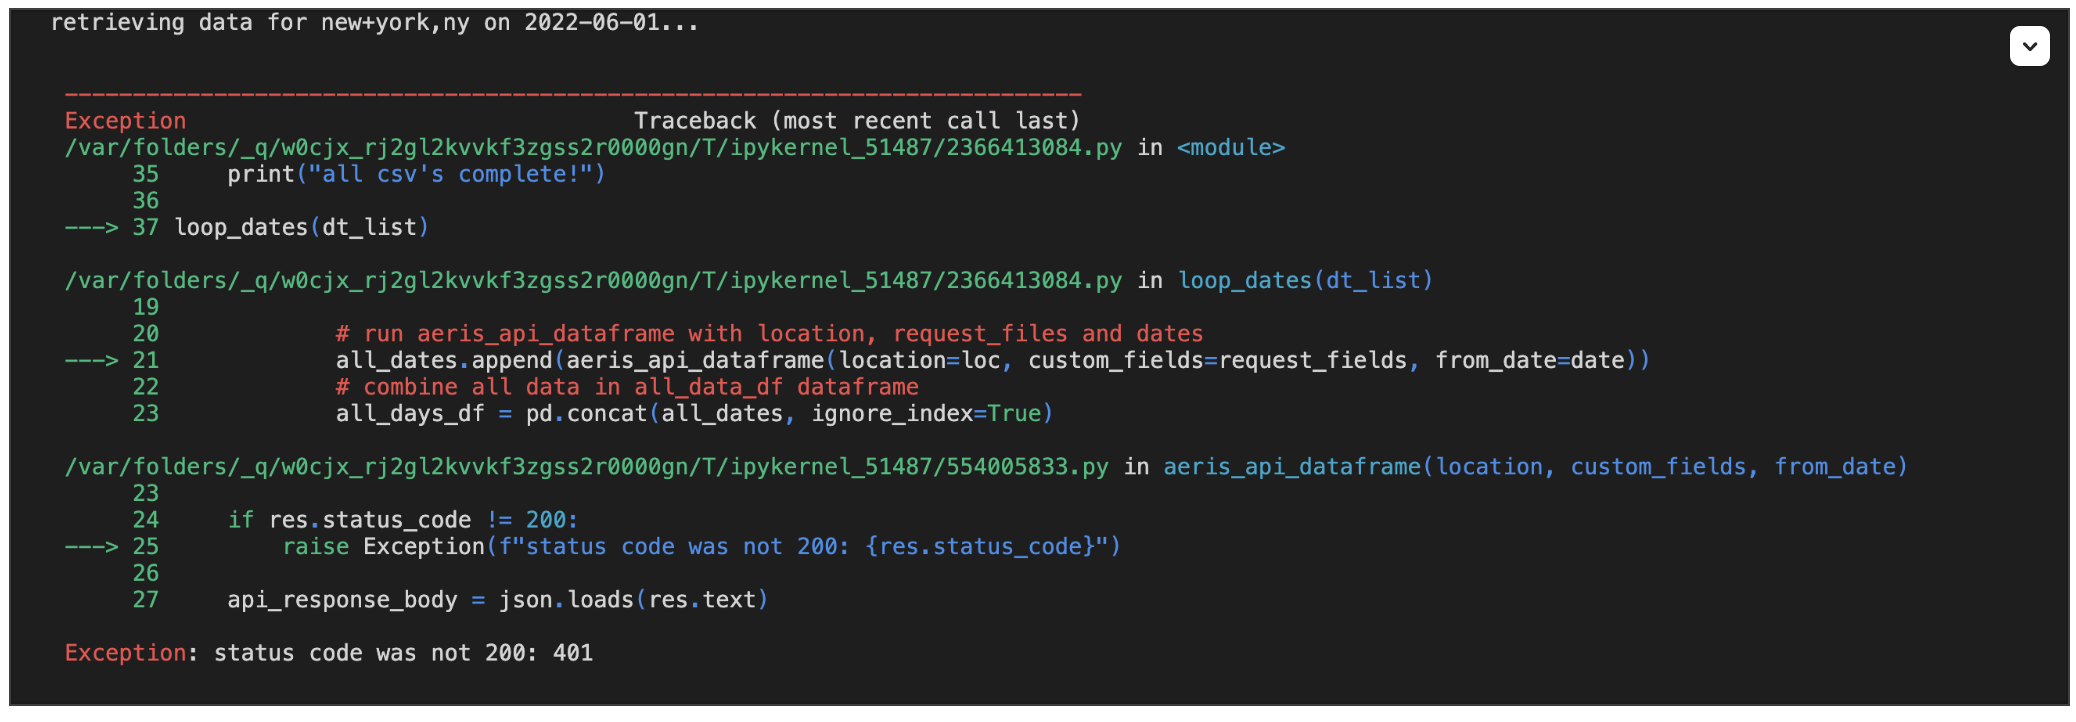 retrieving data for new+york,ny on 2022-06-01...
---------------------------------------------------------------------------
Exception                                 Traceback (most recent call last)
/var/folders/_q/w0cjx_rj2gl2kvvkf3zgss2r0000gn/T/ipykernel_51487/2366413084.py in <module>
     35     print("all csv's complete!")
     36
---> 37 loop_dates(dt_list)
/var/folders/_q/w0cjx_rj2gl2kvvkf3zgss2r0000gn/T/ipykernel_51487/2366413084.py in loop_dates(dt_list)
     19
     20             # run aeris_api_dataframe with location, request_files and dates
---> 21             all_dates.append(aeris_api_dataframe(location=loc, custom_fields=request_fields, from_date=date))
     22             # combine all data in all_data_df dataframe
     23             all_days_df = pd.concat(all_dates, ignore_index=True)
/var/folders/_q/w0cjx_rj2gl2kvvkf3zgss2r0000gn/T/ipykernel_51487/554005833.py in aeris_api_dataframe(location, custom_fields, from_date)
     23
     24     if res.status_code != 200:
---> 25         raise Exception(f"status code was not 200: {res.status_code}")
     26
     27     api_response_body = json.loads(res.text)
Exception: status code was not 200: 401